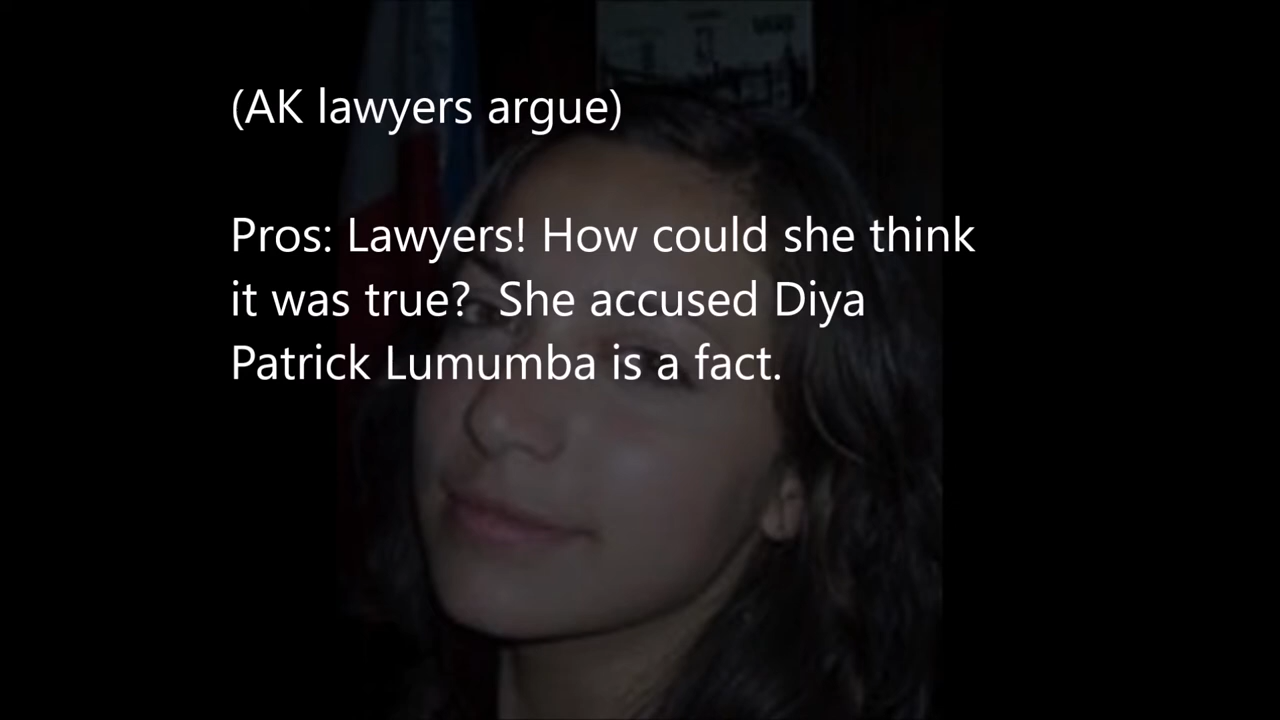 (AK lawyers argue)
Pros: Lawyers! How could she think
it was true?  She accused Diya
Patrick Lumumba is a fact.